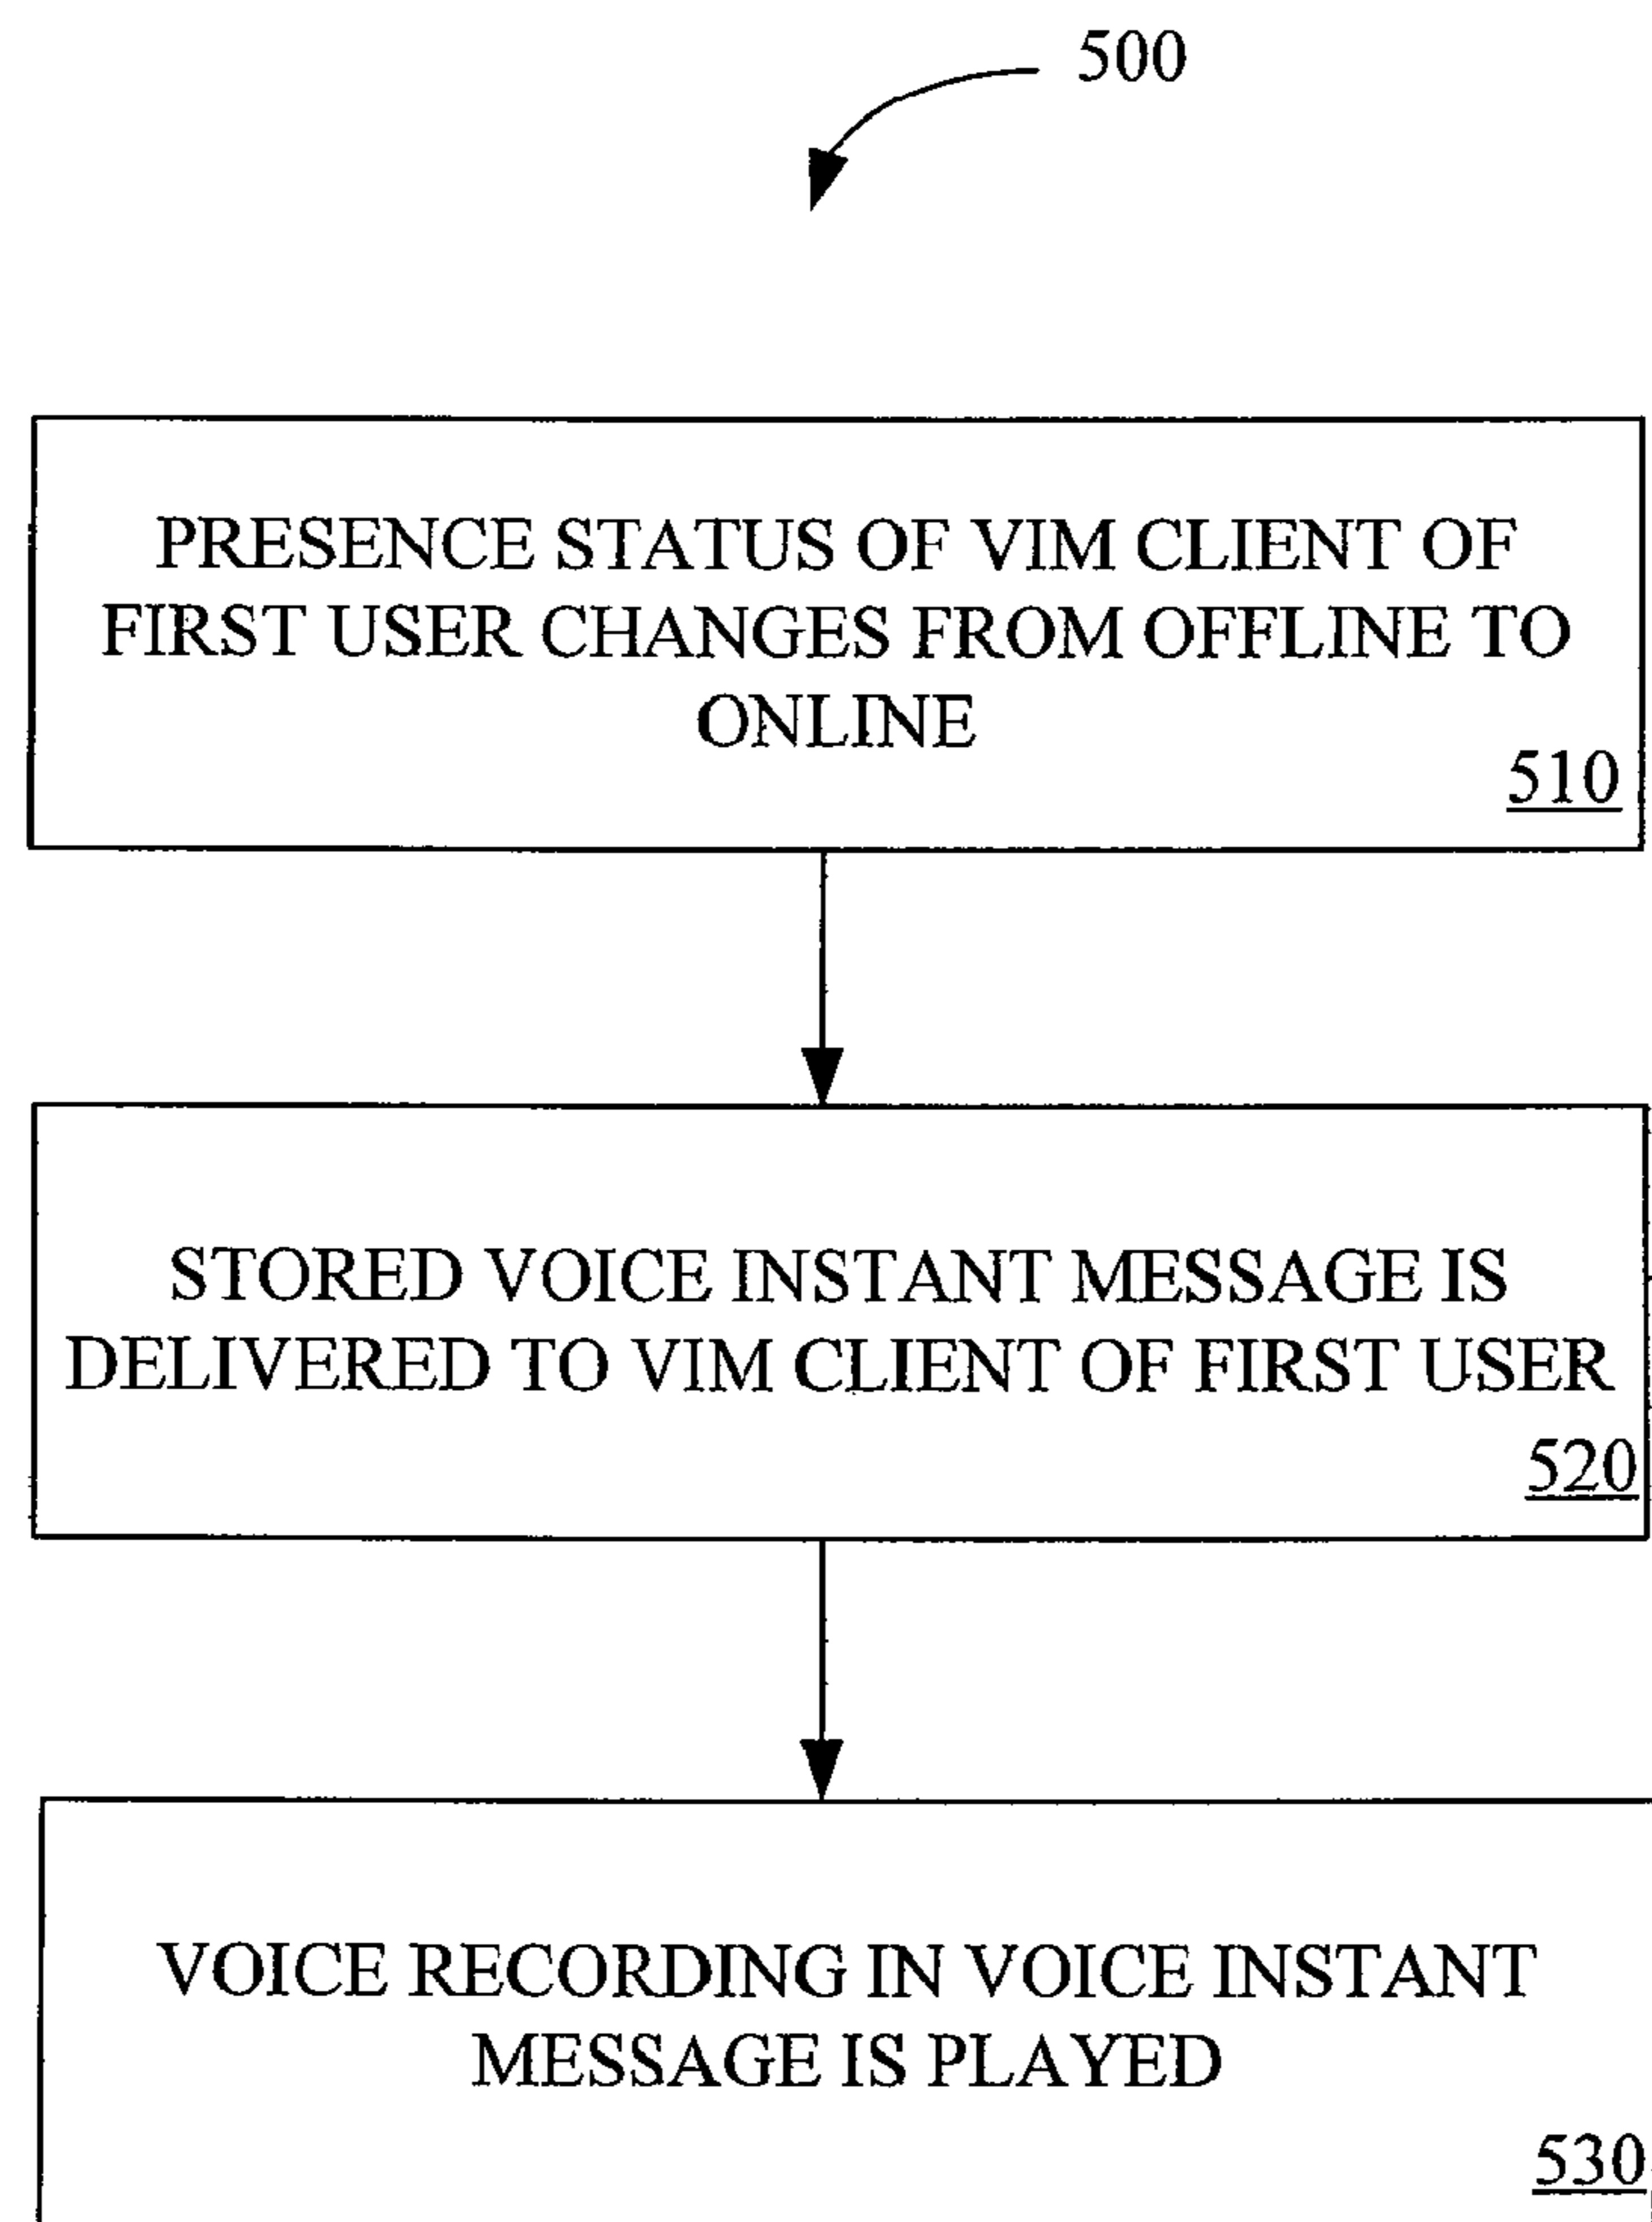 500
PRESENCE STATUS OF VIM CLIENT OF
FIRST USER CHANGES FROM OFFLINE TO
ONLINE
510
STORED VOICE INSTANT MESSAGE IS
DELIVERED TO VIM CLIENT OF FIRST USER
520
VOICE RECORDING IN VOICE INSTANT
MESSAGE IS PLAYED
530